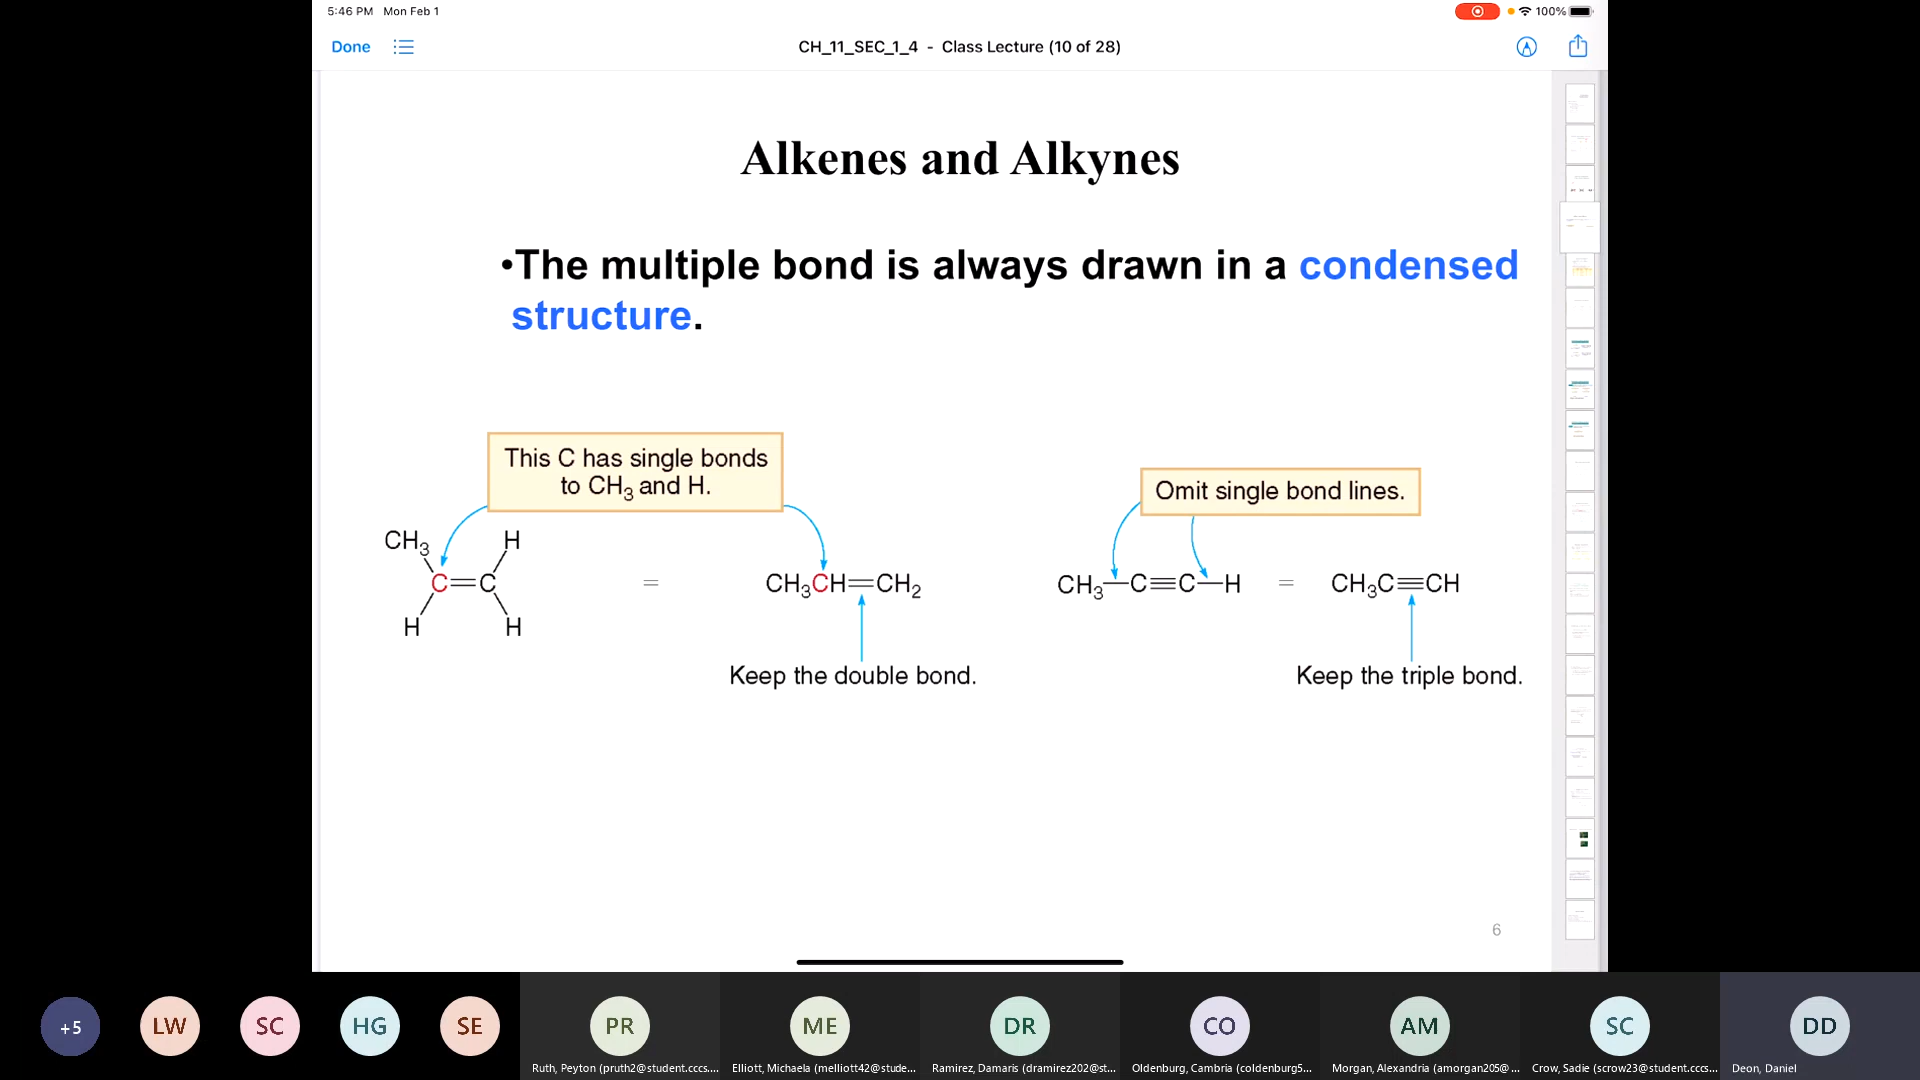 5:46 PM Mon Feb 1
100%
Done
CH_11_SEC_1_4 - Class Lecture (10 of 28)
Alkenes and Alkynes
•The multiple bond is always drawn in a condensed
structure.
This C has single bonds
to CH₃ and H.
Omit single bond lines.
CH₃ H
C=C
H H
=
CH₃CH=CH₂
CH₃—C≡C—H = CH₃C≡CH
Keep the double bond.
Keep the triple bond.
6
+5
LW
SC
HG
SE
PR
ME
DR
CO
AM
SC
DD
Ruth, Peyton (pruth2@student.cccs....
Elliott, Michaela (melliott42@stude...
Ramirez, Damaris (dramirez202@st...
Oldenburg, Cambria (coldenburg5...
Morgan, Alexandria (amorgan205@...
Crow, Sadie (scrow23@student.cccs...
Deon, Daniel